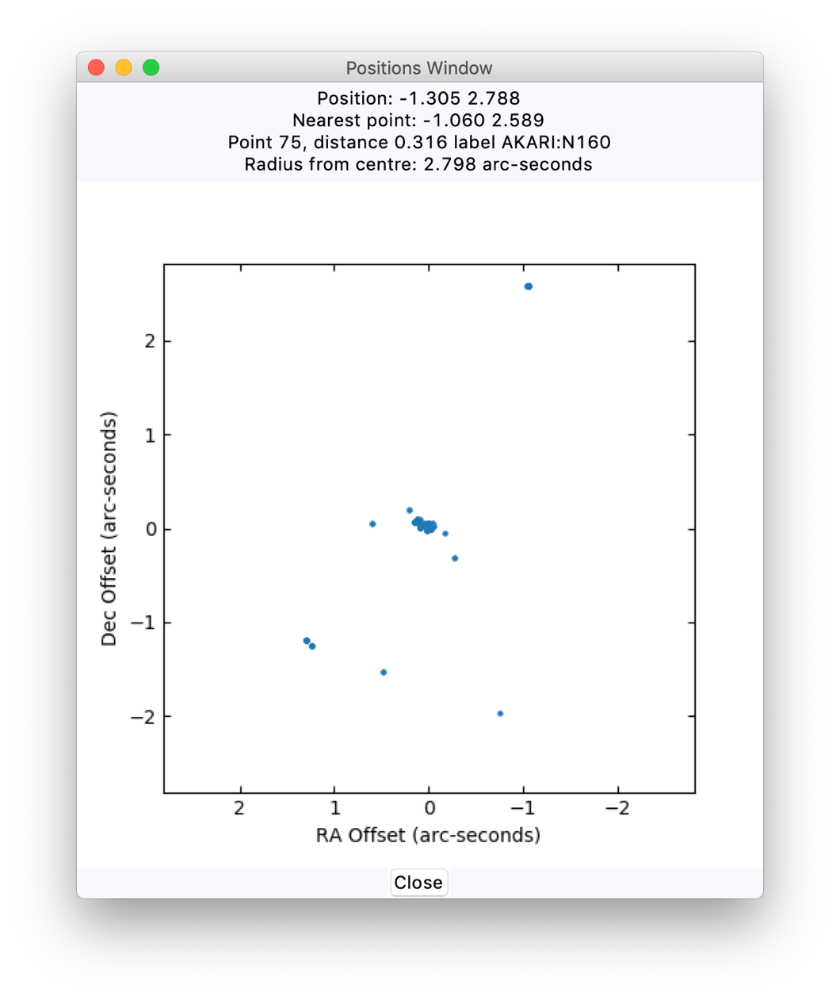 Positions Window
Position: -1.305 2.788
Nearest point: -1.060 2.589
Point 75, distance 0.316 label AKARI:N160
Radius from centre: 2.798 arc-seconds
2
1
0
−1
−2
Dec Offset (arc-seconds)
2 1 0 −1 −2
RA Offset (arc-seconds)
Close